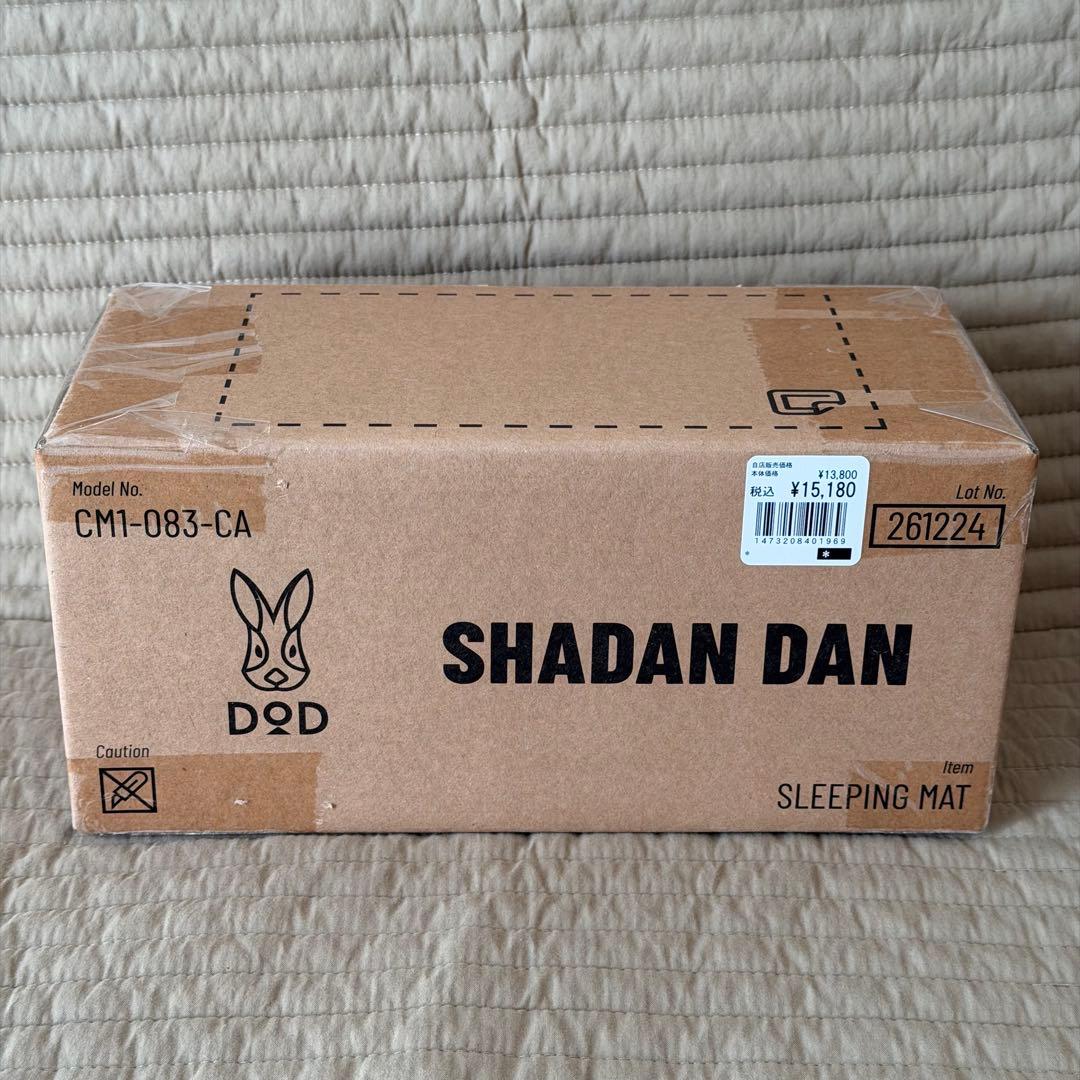 Model No.
CM1-083-CA
自店販売価格
本体価格 ¥13,800
税込 ¥15,180
1473208401969
*
*
Lot No.
261224
DOD
SHADAN DAN
Caution
Item
SLEEPING MAT